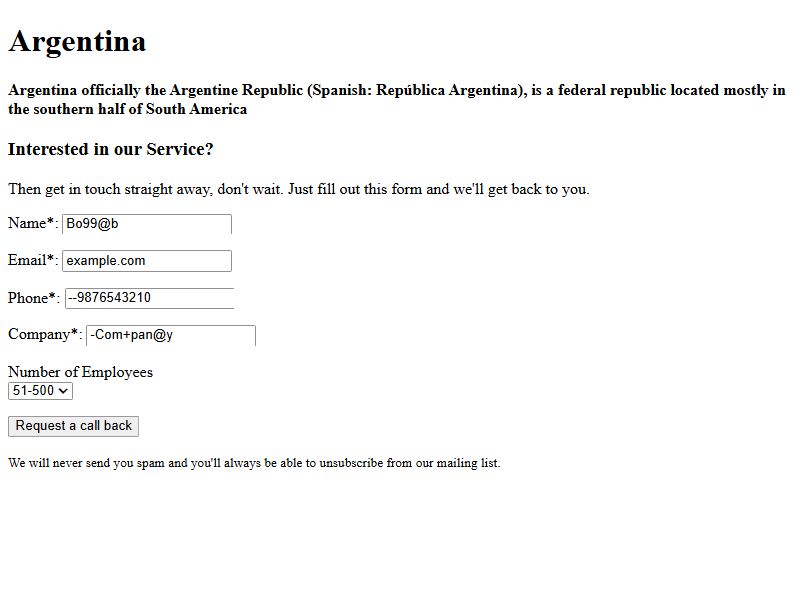 Argentina
Argentina officially the Argentine Republic (Spanish: República Argentina), is a federal republic located mostly in
the southern half of South America
Interested in our Service?
Then get in touch straight away, don't wait. Just fill out this form and we'll get back to you.
Name*: Bo99@b
Email*: example.com
Phone*: --9876543210
Company*: -Com+pan@y
Number of Employees
51-500
Request a call back
We will never send you spam and you'll always be able to unsubscribe from our mailing list.